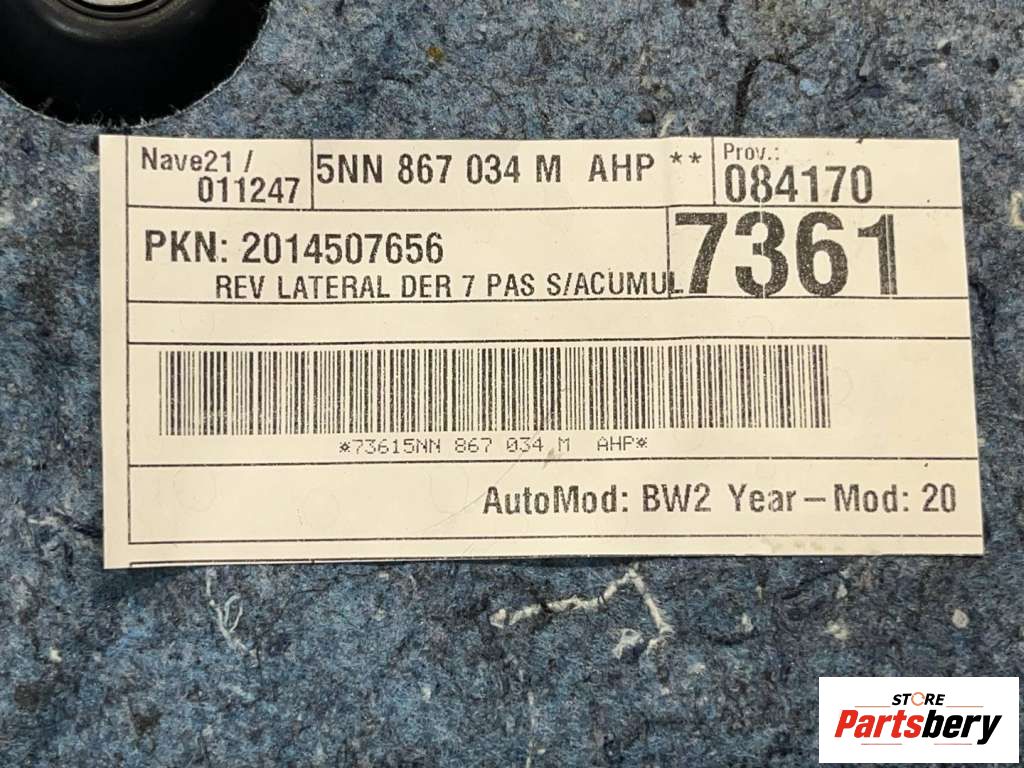 Nave21 /
011247
5NN 867 034 M AHP **
Prov.:
084170
PKN: 2014507656
7361
REV LATERAL DER 7 PAS S/ACUMUL
*73615NN 867 034 M AHP*
AutoMod: BW2 Year-Mod: 20
STORE
Partsbery